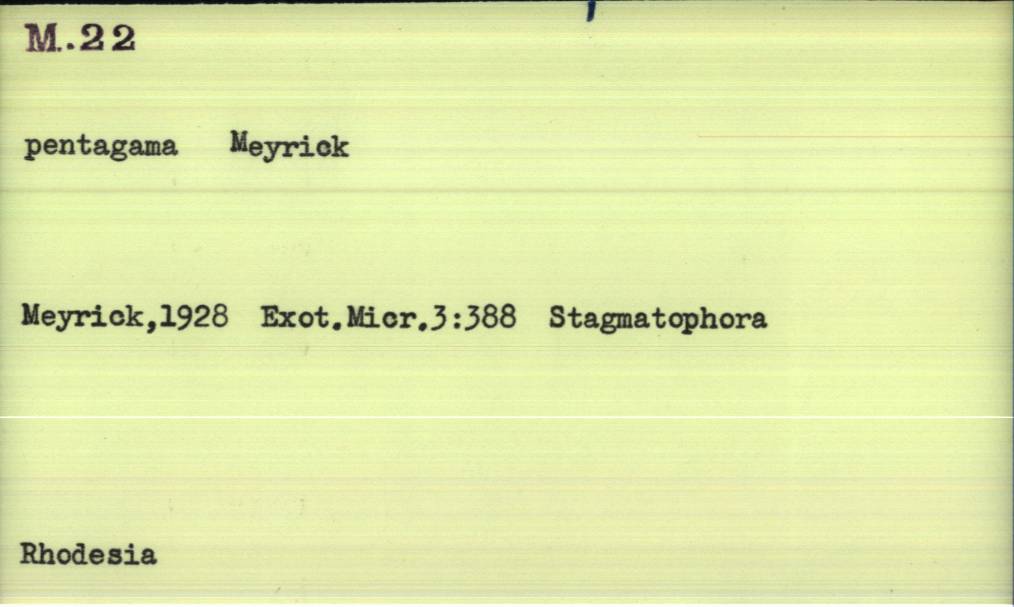 M.22
pentagama Meyrick
Meyrick,1928 Exot.Micr.3:388 Stagmatophora
Rhodesia